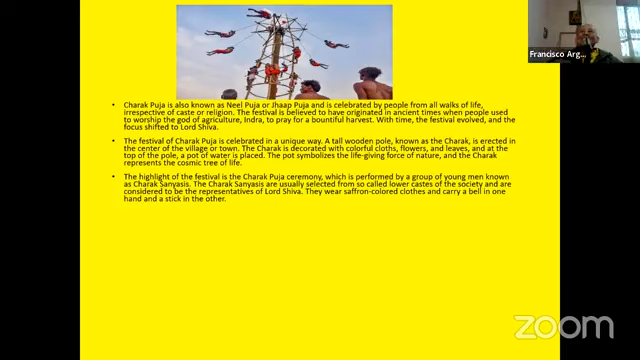 Francisco Arg
• Charak Puja is also known as Neel Puja or Jhaap Puja and is celebrated by people from all walks of life,
irrespective of caste or religion. The festival is believed to have originated in ancient times when people used
to worship the god of agriculture, Indra, to pray for a bountiful harvest. With time, the festival evolved, and the
focus shifted to Lord Shiva.
• The festival of Charak Puja is celebrated in a unique way. A tall wooden pole, known as the Charak, is erected in
the center of the village or town. The Charak is decorated with colorful cloths, flowers, and leaves, and at the
top of the pole, a pot of water is placed. The pot symbolizes the life-giving force of nature, and the Charak
represents the cosmic tree of life.
• The highlight of the festival is the Charak Puja ceremony, which is performed by a group of young men known
as Charak Sanyasis. The Charak Sanyasis are usually selected from so called lower castes of the society and are
considered to be the representatives of Lord Shiva. They wear saffron-colored clothes and carry a bell in one
hand and a stick in the other.
zoom